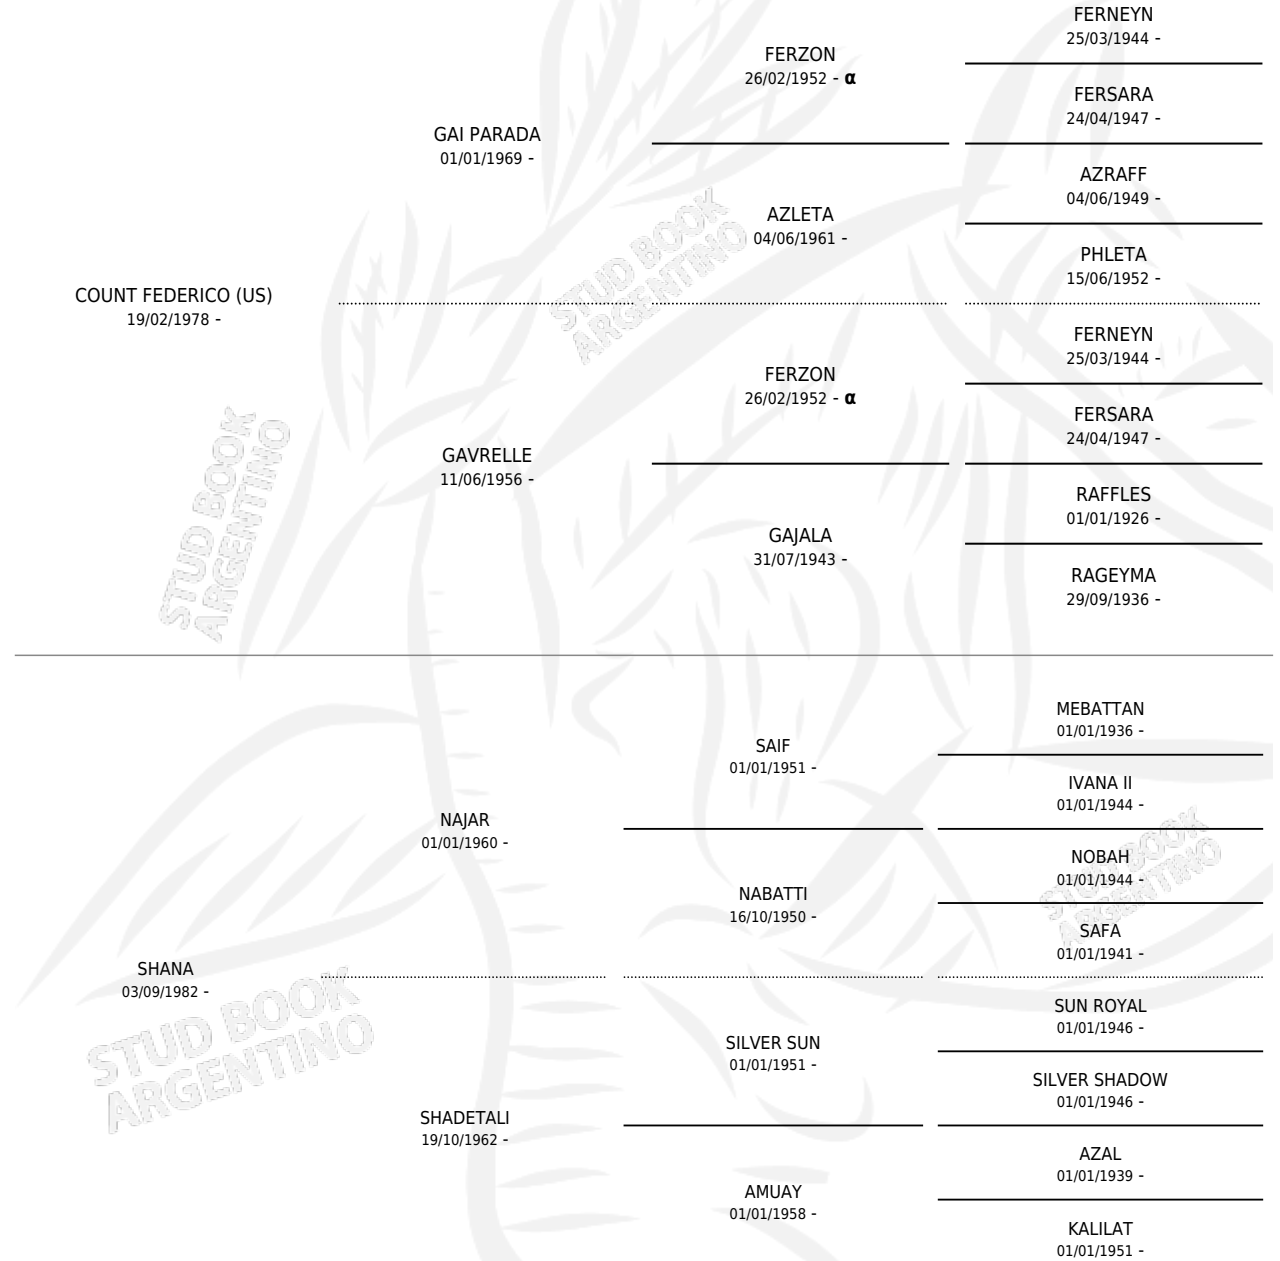 FERNEYN
25/03/1944 -
FERZON
26/02/1952 - α
FERSARA
24/04/1947 -
GAI PARADA
01/01/1969 -
AZRAFF
04/06/1949 -
AZLETA
04/06/1961 -
PHLETA
15/06/1952 -
COUNT FEDERICO (US)
19/02/1978 -
FERNEYN
25/03/1944 -
FERZON
26/02/1952 - α
FERSARA
24/04/1947 -
GAVRELLE
11/06/1956 -
RAFFLES
01/01/1926 -
GAJALA
31/07/1943 -
RAGEYMA
29/09/1936 -
MEBATTAN
01/01/1936 -
SAIF
01/01/1951 -
IVANA II
01/01/1944 -
NAJAR
01/01/1960 -
NOBAH
01/01/1944 -
NABATTI
16/10/1950 -
SAFA
01/01/1941 -
SHANA
03/09/1982 -
SUN ROYAL
01/01/1946 -
SILVER SUN
01/01/1951 -
SILVER SHADOW
01/01/1946 -
SHADETALI
19/10/1962 -
AZAL
01/01/1939 -
AMUAY
01/01/1958 -
KALILAT
01/01/1951 -
STUD BOOK
ARGENTINO
STUD BOOK
ARGENTINO
STUD BOOK
ARGENTINO
STUD BOOK
ARGENTINO